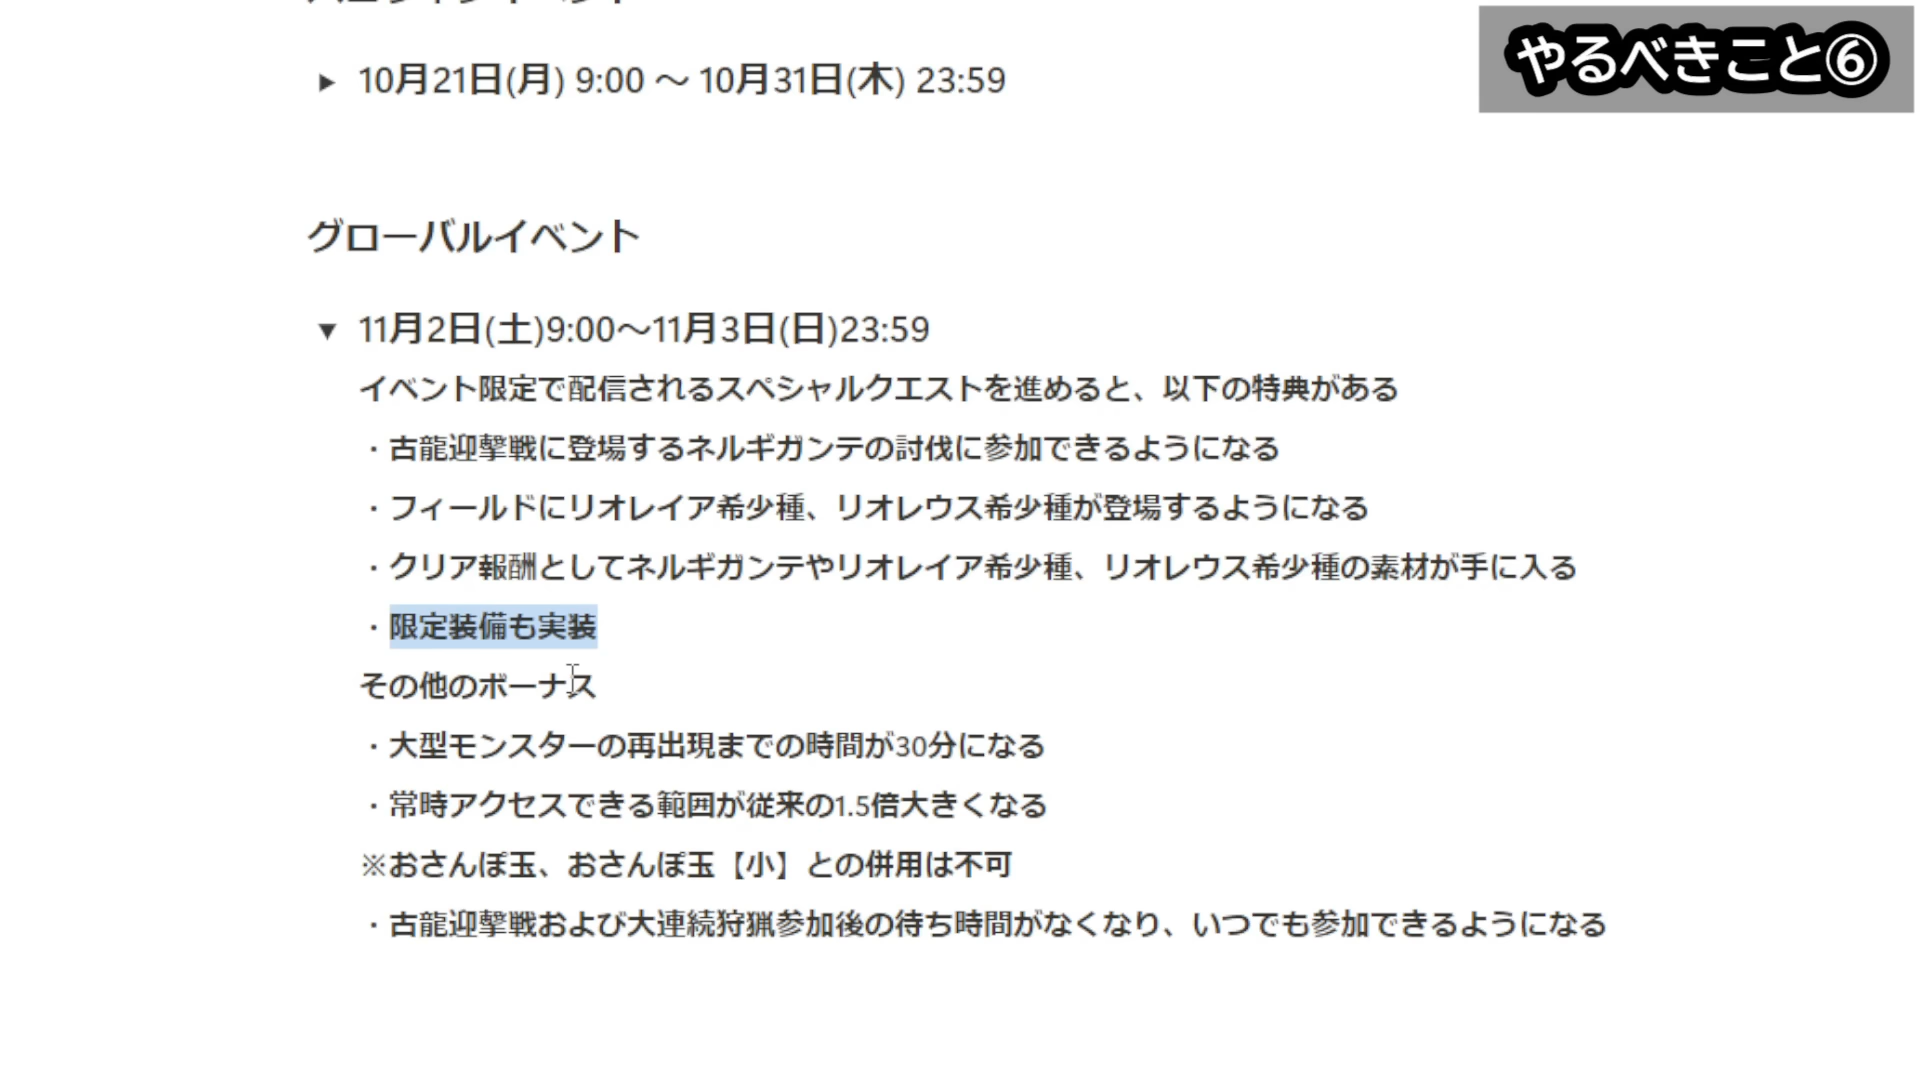 やるべきこと⑥
10月21日(月) 9:00 ～ 10月31日(木) 23:59
グローバルイベント
11月2日(土)9:00～11月3日(日)23:59
イベント限定で配信されるスペシャルクエストを進めると、以下の特典がある
・古龍迎撃戦に登場するネルギガンテの討伐に参加できるようになる
・フィールドにリオレイア希少種、リオレウス希少種が登場するようになる
・クリア報酬としてネルギガンテやリオレイア希少種、リオレウス希少種の素材が手に入る
・限定装備も実装
その他のボーナス
・大型モンスターの再出現までの時間が30分になる
・常時アクセスできる範囲が従来の1.5倍大きくなる
※おさんぽ玉、おさんぽ玉【小】との併用は不可
・古龍迎撃戦および大連続狩猟参加後の待ち時間がなくなり、いつでも参加できるようになる